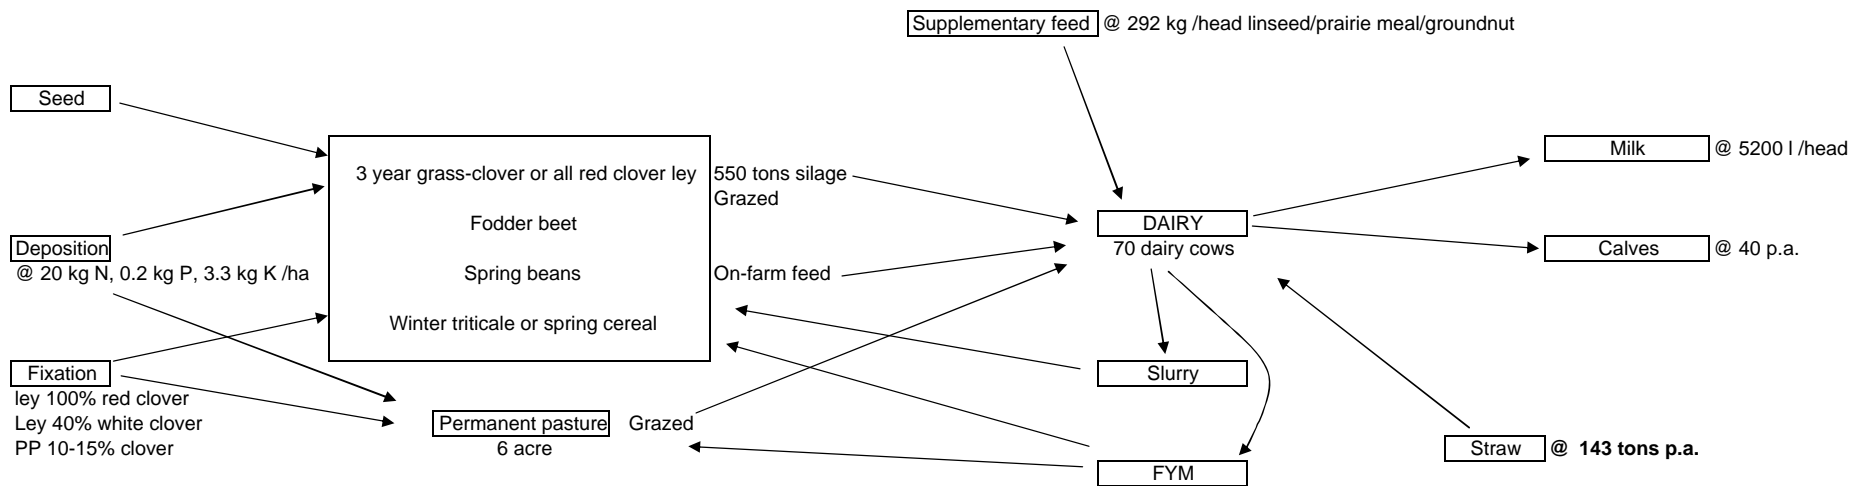 Supplementary feed @ 292 kg /head linseed/prairie meal/groundnut
Seed
3 year grass-clover or all red clover ley
550 tons silage
Grazed
Fodder beet
Spring beans
On-farm feed
Winter triticale or spring cereal
Deposition
@ 20 kg N, 0.2 kg P, 3.3 kg K /ha
Fixation
ley 100% red clover
Ley 40% white clover
PP 10-15% clover
Permanent pasture
6 acre
Grazed
DAIRY
70 dairy cows
Slurry
FYM
Milk @ 5200 l /head
Calves @ 40 p.a.
Straw @ 143 tons p.a.